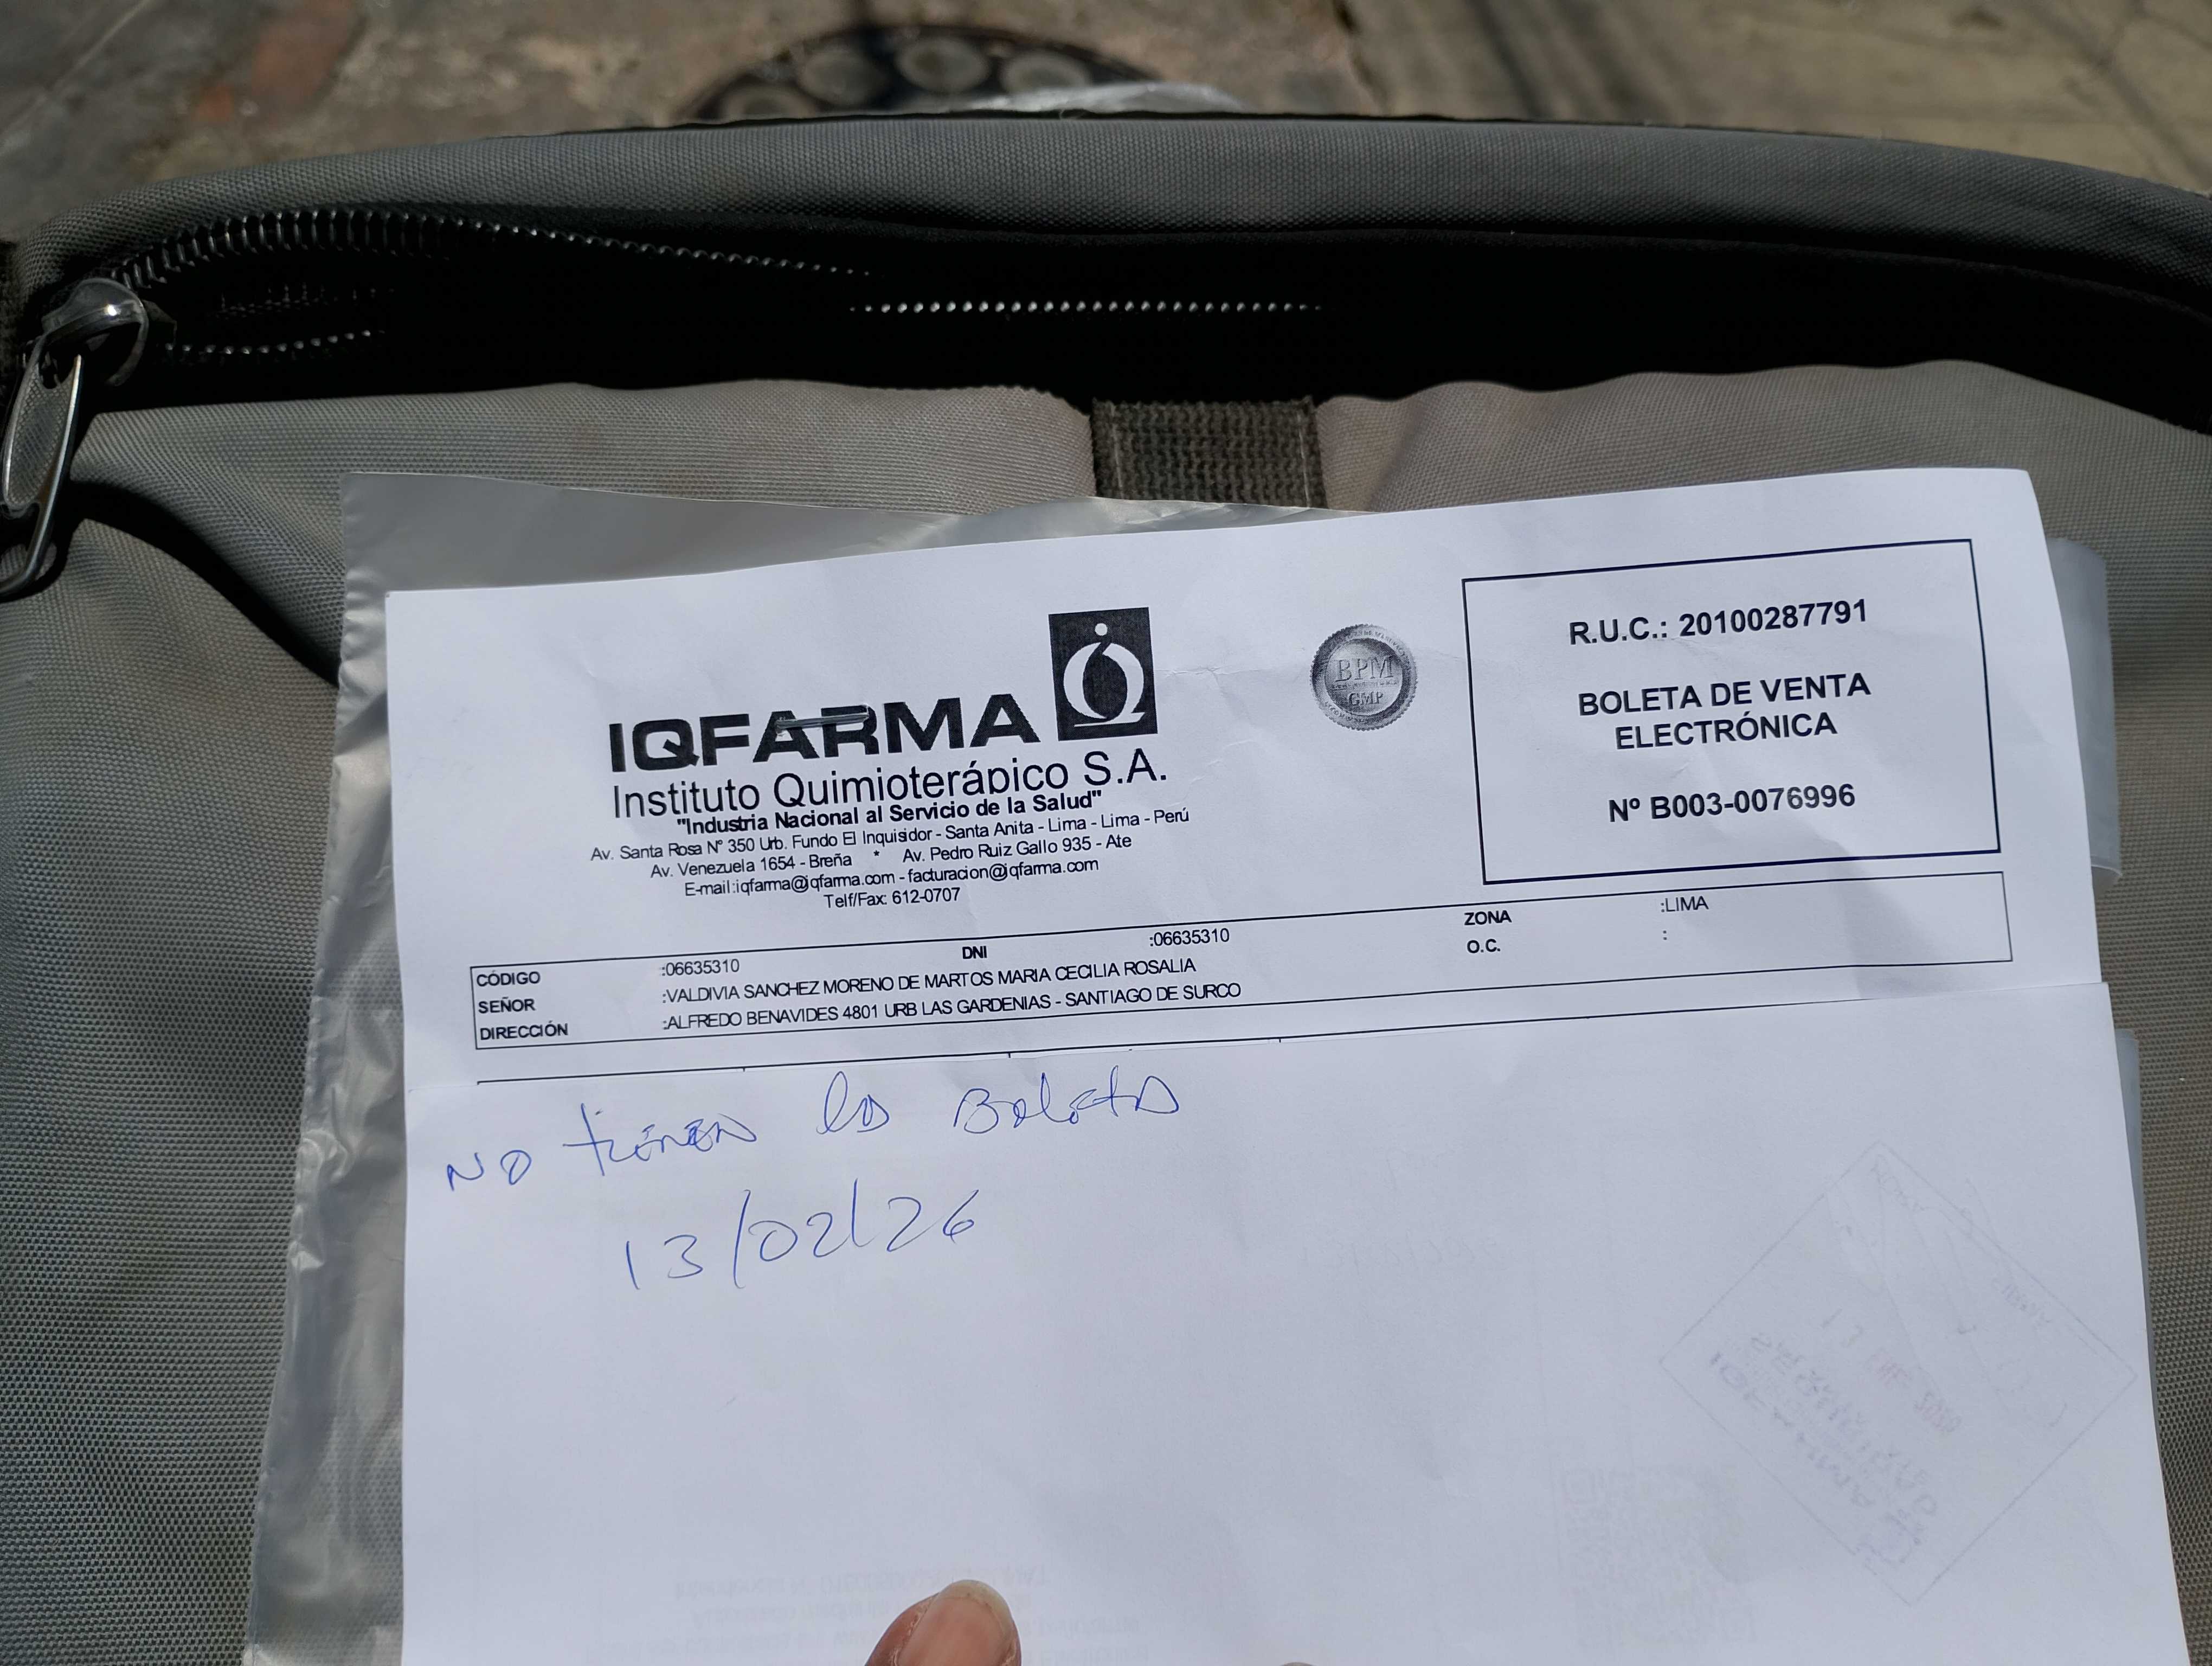 IQFARMA
Instituto Quimioterápico S.A.
"Industria Nacional al Servicio de la Salud"
Av. Santa Rosa Nº 350 Urb. Fundo El Inquisidor - Santa Anita - Lima - Lima - Perú
Av. Venezuela 1654 - Breña * Av. Pedro Ruiz Gallo 935 - Ate
E-mail:iqfarma@iqfarma.com - facturacion@iqfarma.com
Telf/Fax: 612-0707
BPM
GMP
R.U.C.: 20100287791
BOLETA DE VENTA
ELECTRÓNICA
Nº B003-0076996
CÓDIGO :06635310 DNI :06635310 ZONA :LIMA
SEÑOR :VALDIVIA SANCHEZ MORENO DE MARTOS MARIA CECILIA ROSALIA O.C. :
DIRECCIÓN :ALFREDO BENAVIDES 4801 URB LAS GARDENIAS - SANTIAGO DE SURCO
NO tienen la Boleta
13/02/26